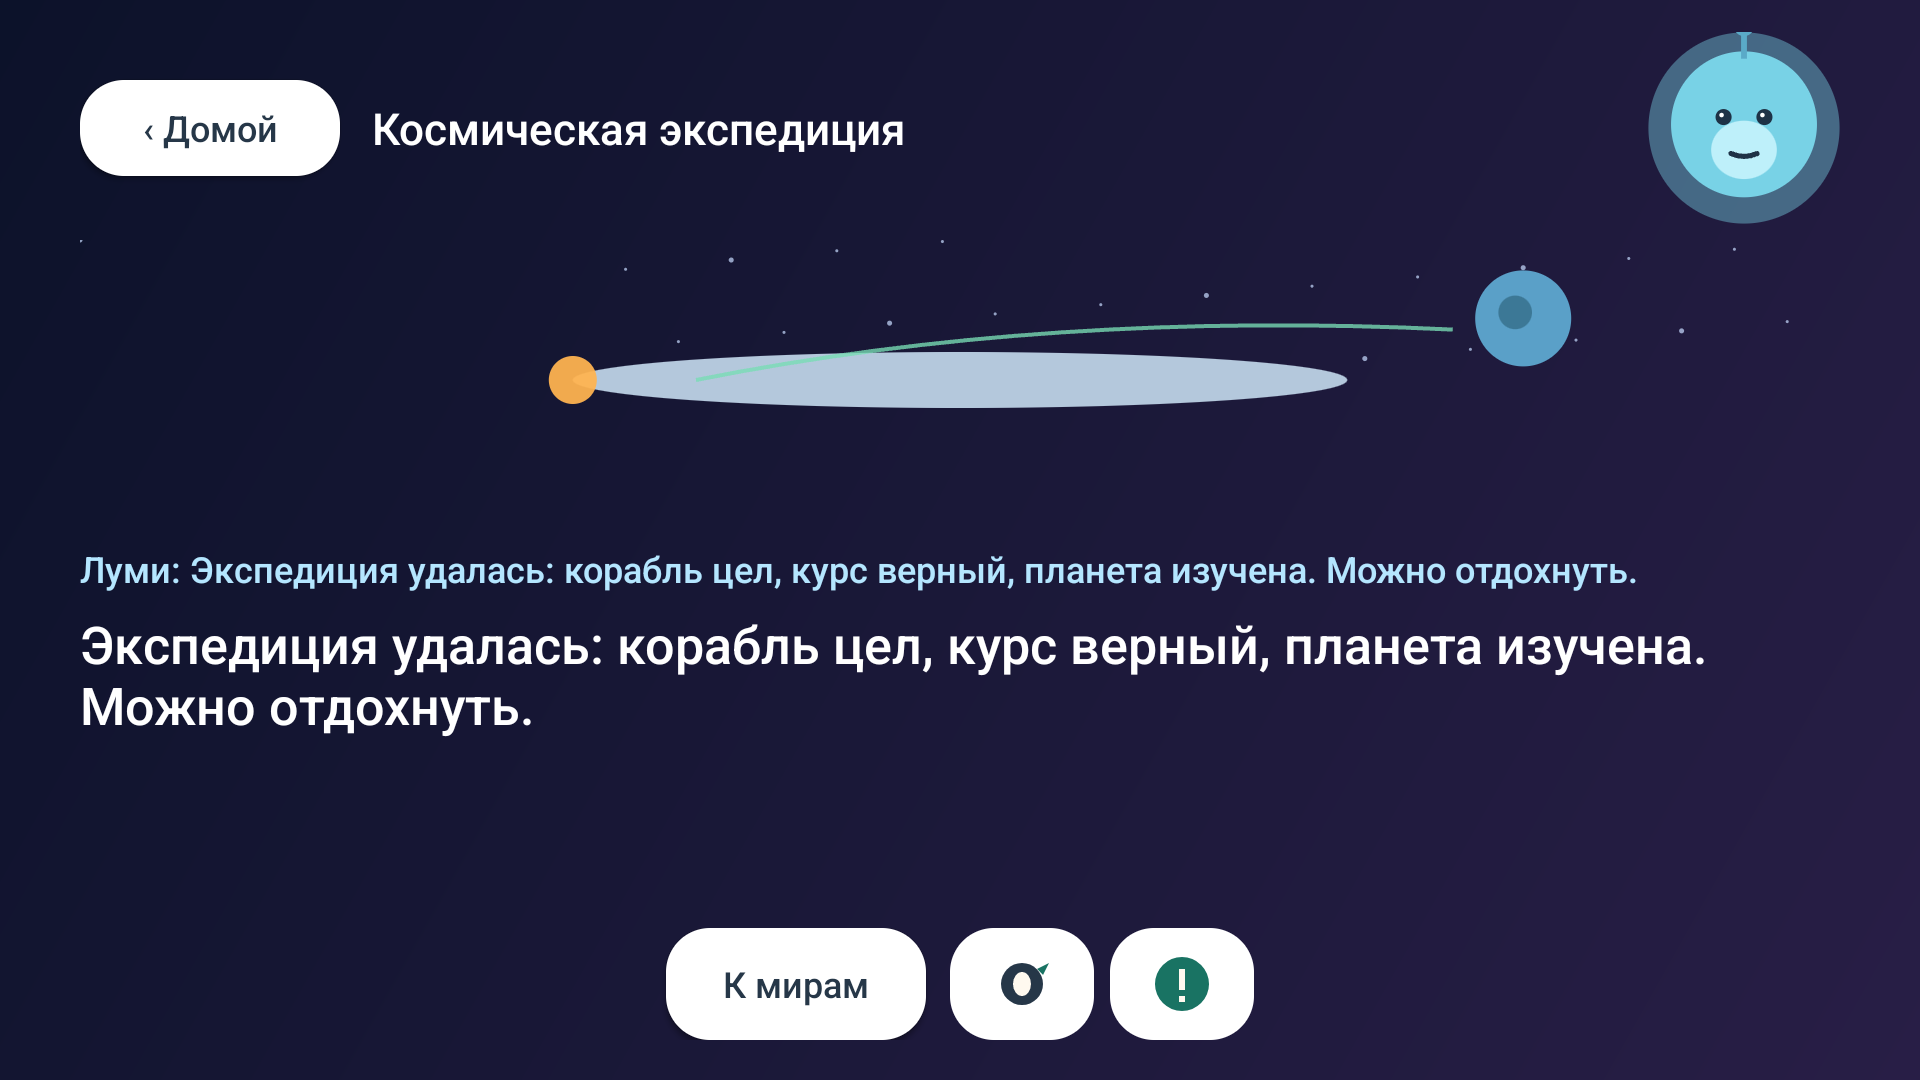 ‹ Домой
Космическая экспедиция
Луми: Экспедиция удалась: корабль цел, курс верный, планета изучена. Можно отдохнуть.
Экспедиция удалась: корабль цел, курс верный, планета изучена.
Можно отдохнуть.
К мирам